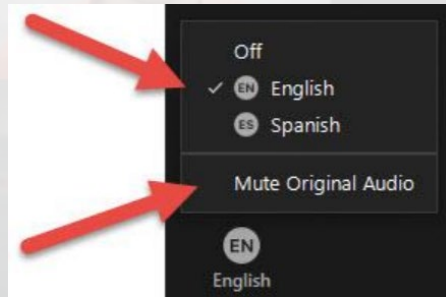 Off
EN English
ES Spanish
Mute Original Audio
EN
English